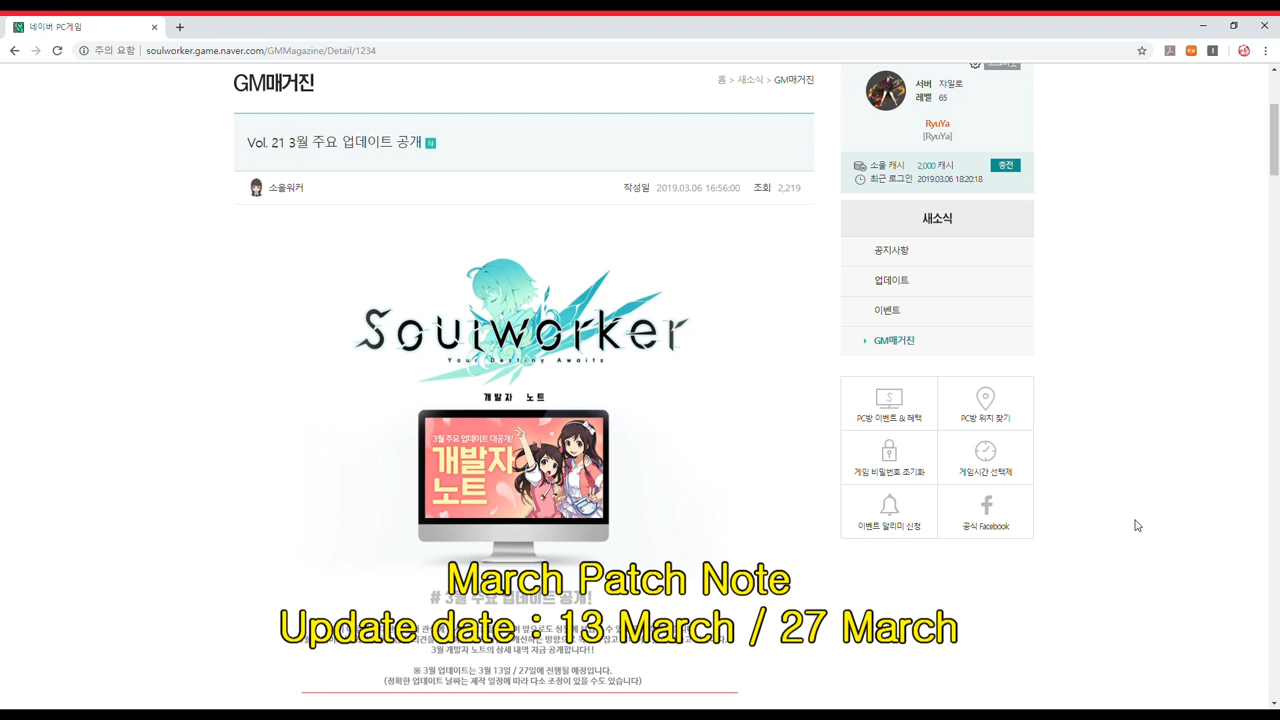 네이버 PC게임
주의 요함
soulworker.game.naver.com/GMMagazine/Detail/1234
GM매거진
홈 > 새소식 > GM매거진
Vol. 21 3월 주요 업데이트 공개 N
소울워커
작성일 2019.03.06 16:56:00 조회 2,219
Soulworker
Your Destiny Awaits
개발자 노트
3월 주요 업데이트 대공개!
개발자
노트
March Patch Note
# 3월 주요 업데이트 공개!
Update date : 13 March / 27 March
3월 개발자 노트의 상세 내역 지금 공개합니다!!
※ 3월 업데이트는 3월 13일 / 27일에 진행될 예정입니다.
(정확한 업데이트 날짜는 제작 일정에 따라 다소 조정이 있을 수도 있습니다)
서버 자일로
레벨 65
RyuYa
[RyuYa]
소울 캐시 2,000 캐시 충전
최근 로그인 2019.03.06 18:20:18
새소식
공지사항
업데이트
이벤트
GM매거진
PC방 이벤트 & 혜택
PC방 위치 찾기
게임 비밀번호 초기화
게임시간 선택제
이벤트 알리미 신청
공식 Facebook